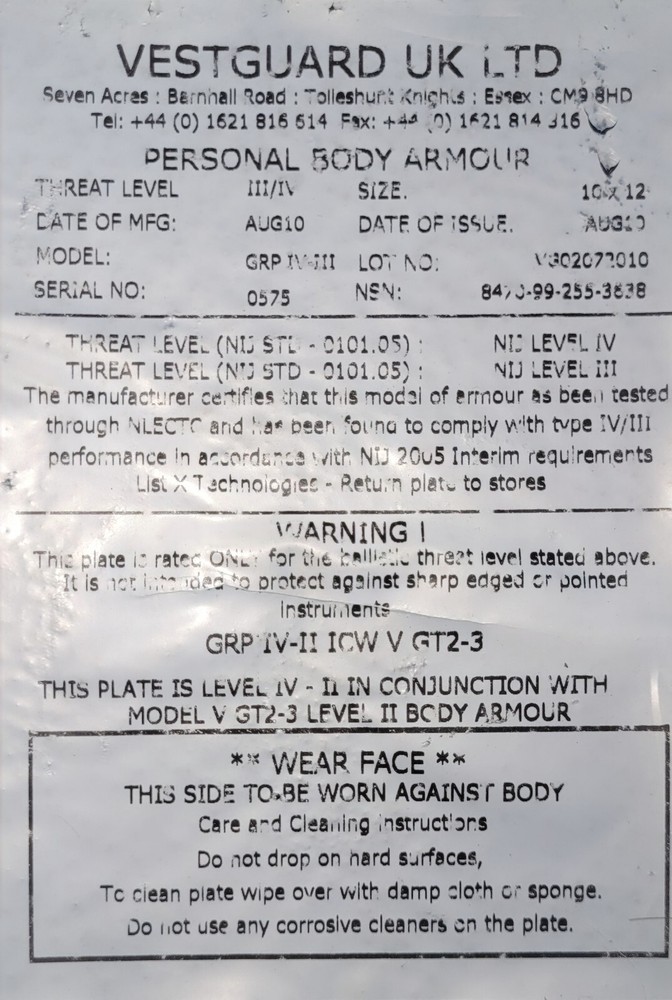 VESTGUARD UK LTD
Seven Acres : Barnhall Road : Tolleshunt Knights : Essex : CM9 8HD
Tel: +44 (0) 1621 816 614 Fax: +44 (0) 1621 814 316
PERSONAL BODY ARMOUR
THREAT LEVEL III/IV SIZE. 10 x 12
DATE OF MFG: AUG10 DATE OF ISSUE. AUG10
MODEL: GRP IV-III LOT NO:
SERIAL NO: 0575 NSN:
THREAT LEVEL (NIJ STD - 0101.05) : NIJ LEVEL IV
THREAT LEVEL (NIJ STD - 0101.05) : NIJ LEVEL III
The manufacturer certifies that this model of armour as been tested
through NLECTC and has been found to comply with type IV/III
performance in accordance with NIJ 2005 Interim requirements
List X Technologies - Return plate to stores
WARNING !
This plate is rated ONLY for the ballistic threat level stated above.
It is not intended to protect against sharp edged or pointed
instruments
GRP IV-II ICW V GT2-3
THIS PLATE IS LEVEL IV - II IN CONJUNCTION WITH
MODEL V GT2-3 LEVEL II BODY ARMOUR
** WEAR FACE **
THIS SIDE TO BE WORN AGAINST BODY
Care and Cleaning instructions
Do not drop on hard surfaces,
To clean plate wipe over with damp cloth or sponge.
Do not use any corrosive cleaners on the plate.